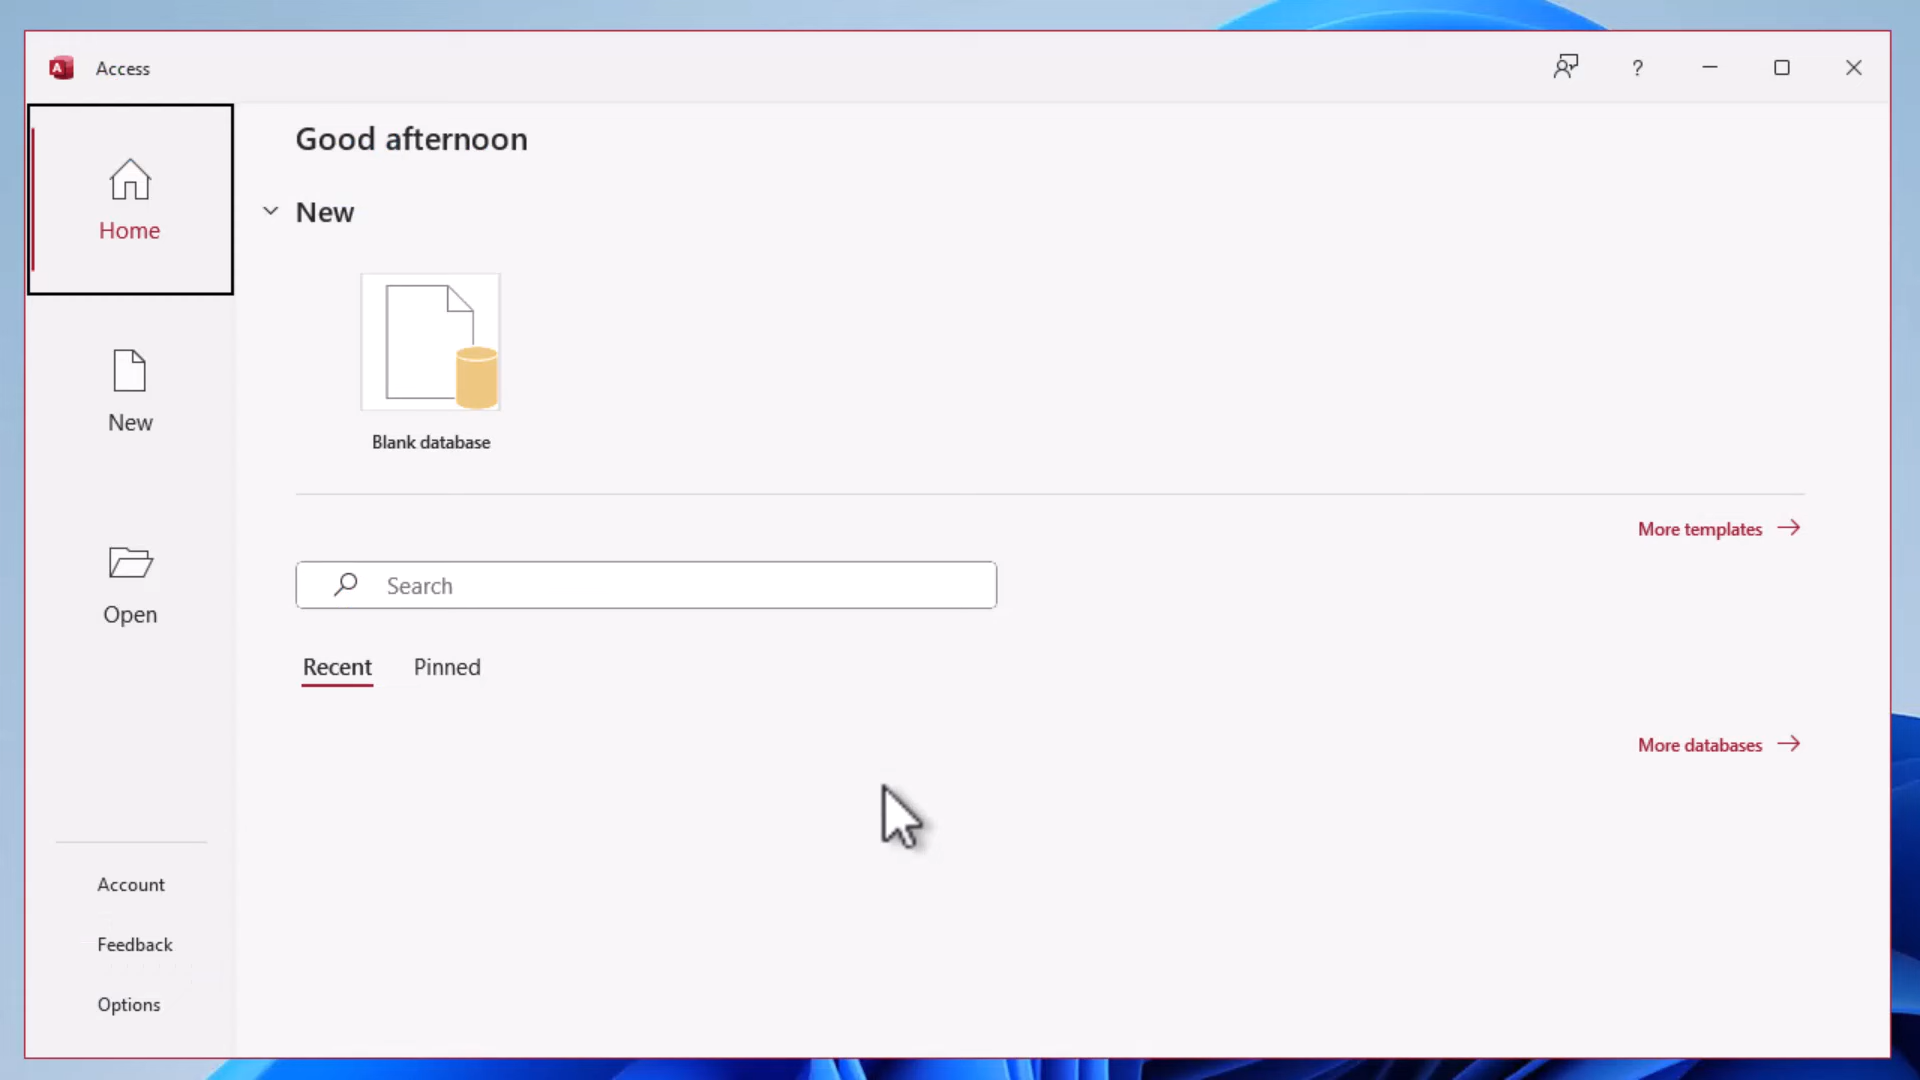 Access
?
Good afternoon
Home
New
New
Blank database
More templates
Search
Open
Recent
Pinned
More databases
Account
Feedback
Options